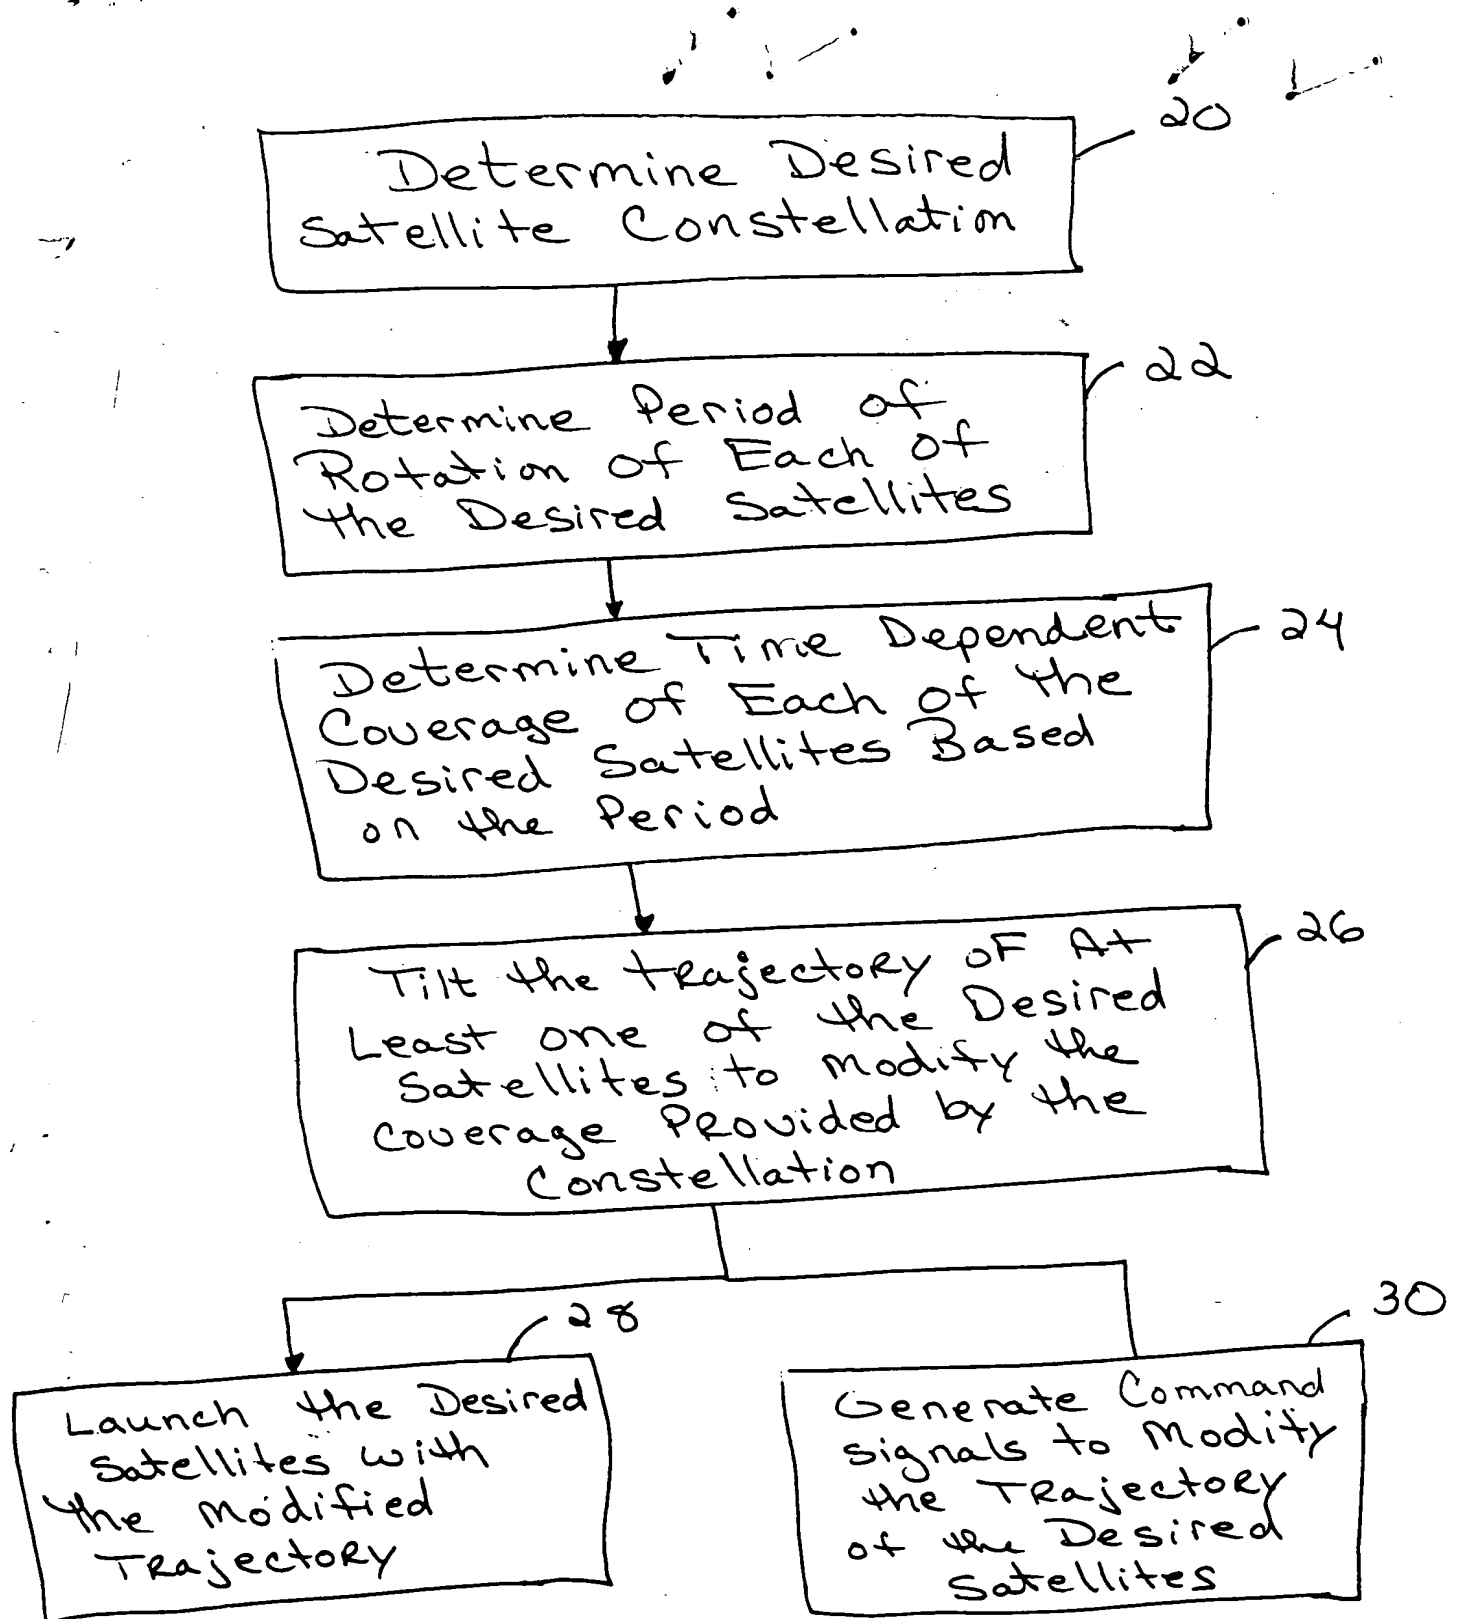 20
Determine Desired
Satellite Constellation
22
Determine Period of
Rotation of Each of
the Desired Satellites
24
Determine Time Dependent
Coverage of Each of the
Desired Satellites Based
on the Period
26
Tilt the trajectory of At
Least one of the Desired
Satellites to Modify the
Coverage Provided by the
Constellation
28
Launch the Desired
Satellites with
the Modified
Trajectory
30
Generate Command
signals to Modify
the Trajectory
of the Desired
Satellites